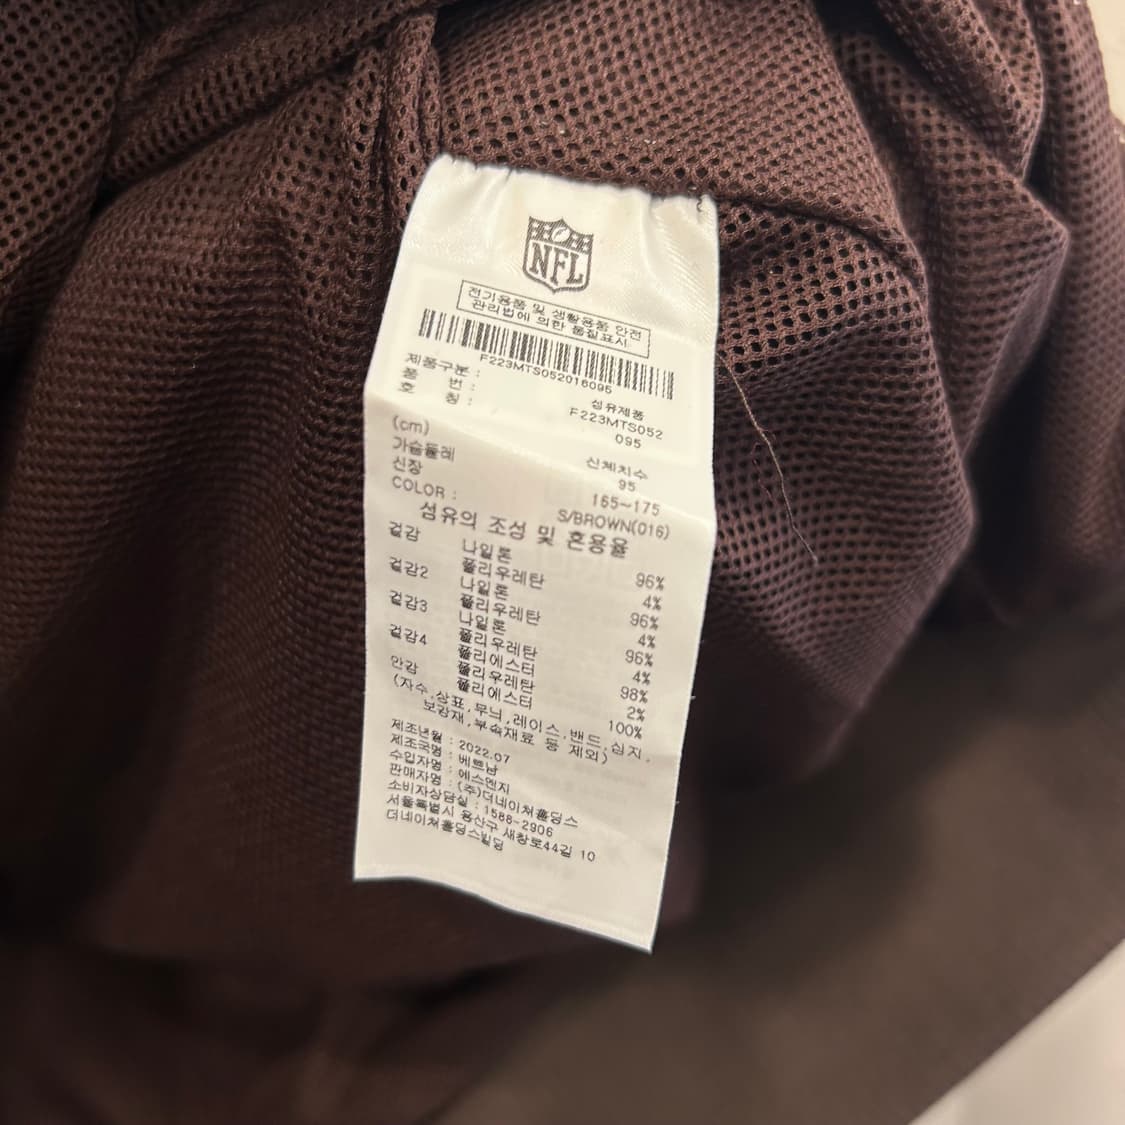 NFL
전기용품 및 생활용품 안전
관리법에 의한 품질표시
F223MTS052016095
제품구분 : 섬유제품
품 번 : F223MTS052
호 칭 : 095
(cm) 신체치수
가슴둘레 95
신장 165~175
COLOR : S/BROWN(016)
섬유의 조성 및 혼용율
겉감 나일론 96%
폴리우레탄 4%
겉감2 나일론 96%
폴리우레탄 4%
겉감3 나일론 96%
폴리우레탄 4%
겉감4 폴리에스터 98%
폴리우레탄 2%
안감 폴리에스터 100%
(자수,상표,무늬,레이스,밴드,심지,
보강재,부속재료 등 제외)
제조년월 : 2022.07
제조국명 : 베트남
수입자명 : 에스엔지
판매자명 : (주)더네이쳐홀딩스
소비자상담실 : 1588-2906
서울특별시 용산구 새창로44길 10
더네이쳐홀딩스빌딩